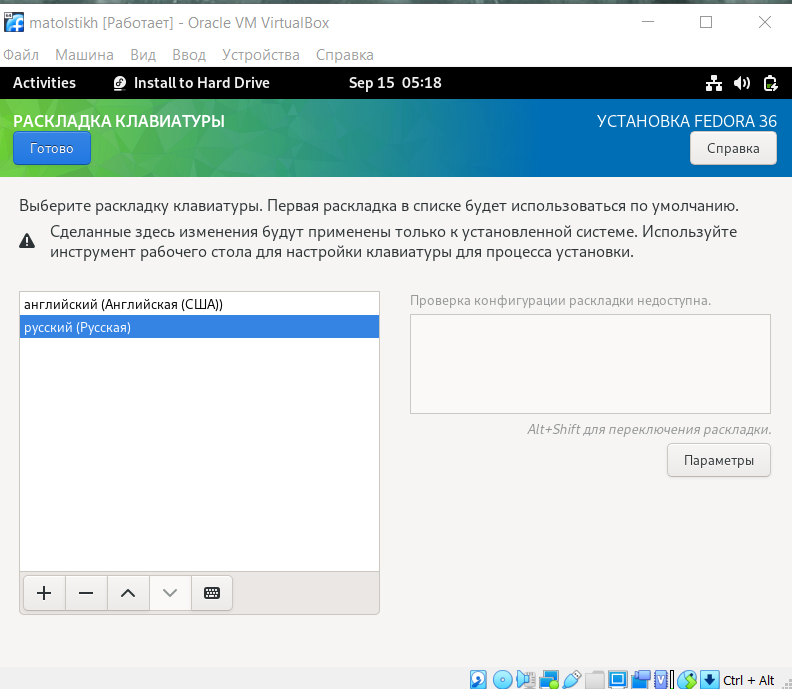 matolstikh [Работает] - Oracle VM VirtualBox
Файл Машина Вид Ввод Устройства Справка
Activities Install to Hard Drive Sep 15 05:18
РАСКЛАДКА КЛАВИАТУРЫ УСТАНОВКА FEDORA 36
Готово Справка
Выберите раскладку клавиатуры. Первая раскладка в списке будет использоваться по умолчанию.
Сделанные здесь изменения будут применены только к установленной системе. Используйте
инструмент рабочего стола для настройки клавиатуры для процесса установки.
английский (Английская (США))
русский (Русская)
Проверка конфигурации раскладки недоступна.
Alt+Shift для переключения раскладки.
Параметры
Ctrl + Alt